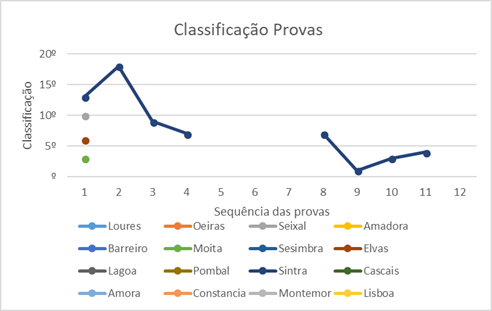 Classificação Provas
20º
15º
10º
5º
º
Classificação
1 2 3 4 5 6 7 8 9 10 11 12
Sequência das provas
Loures Oeiras Seixal Amadora
Barreiro Moita Sesimbra Elvas
Lagoa Pombal Sintra Cascais
Amora Constancia Montemor Lisboa